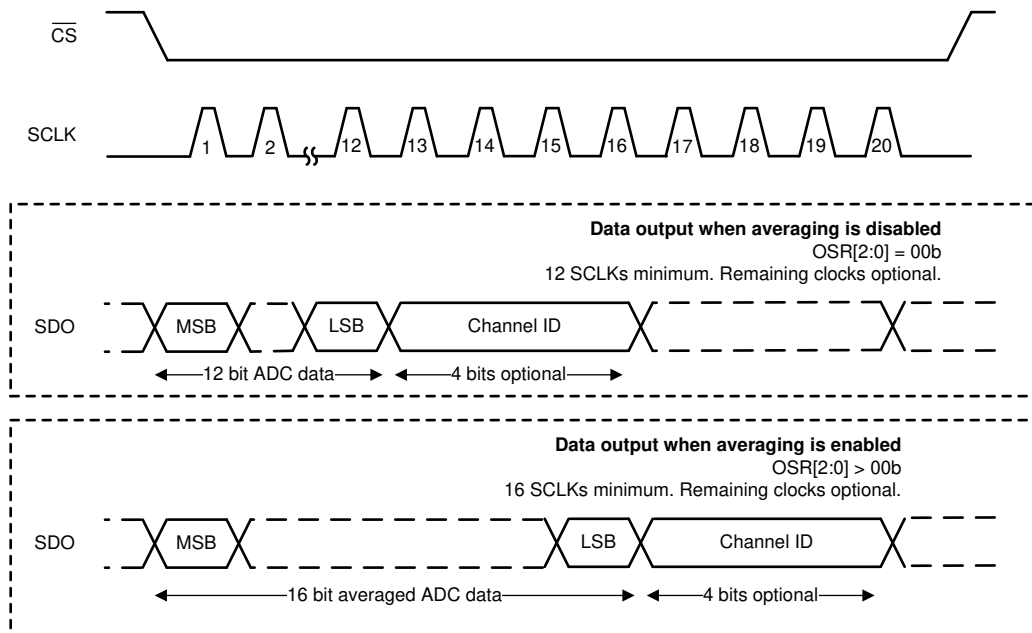 CS
SCLK
1 2 12 13 14 15 16 17 18 19 20
Data output when averaging is disabled
OSR[2:0] = 00b
12 SCLKs minimum. Remaining clocks optional.
SDO MSB LSB Channel ID
12 bit ADC data 4 bits optional
Data output when averaging is enabled
OSR[2:0] > 00b
16 SCLKs minimum. Remaining clocks optional.
SDO MSB LSB Channel ID
16 bit averaged ADC data 4 bits optional